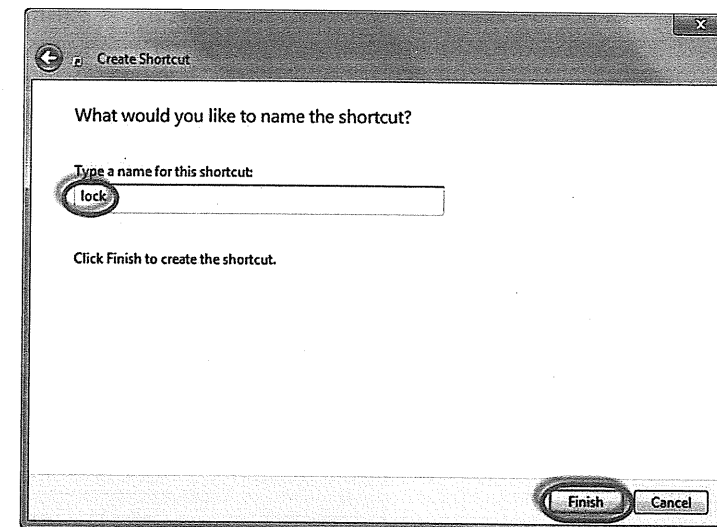 Create Shortcut
What would you like to name the shortcut?
Type a name for this shortcut:
lock
Click Finish to create the shortcut.
Finish Cancel